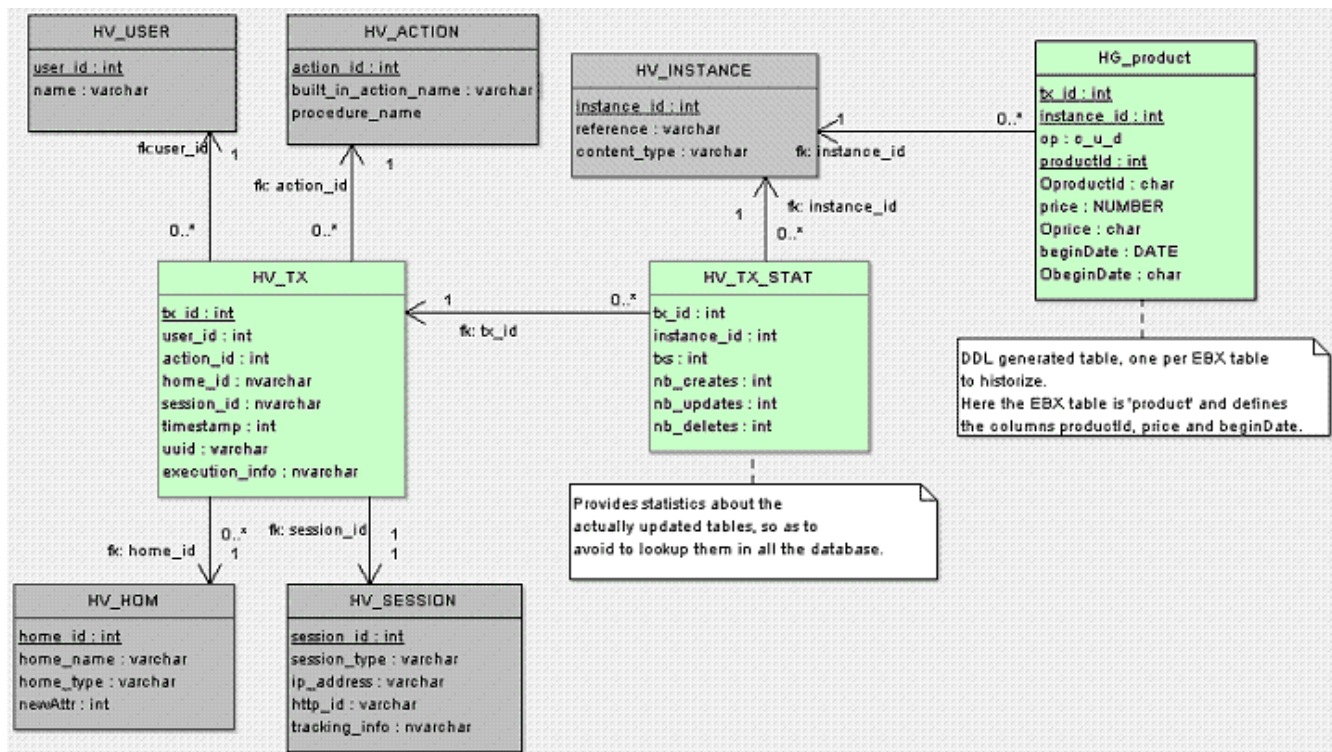 HV_USER
user_id : int
name : varchar
HV_ACTION
action_id : int
built_in_action_name : varchar
procedure_name
HV_INSTANCE
instance_id : int
reference : varchar
content_type : varchar
HG_product
tx_id : int
instance_id : int
op : c_u_d
productId : int
OproductId : char
price : NUMBER
Oprice : char
beginDate : DATE
ObeginDate : char
fk:user_id
1
0..*
fk: action_id
1
0..*
1
0..*
fk: instance_id
1
fk: instance_id
0..*
HV_TX
tx_id : int
user_id : int
action_id : int
home_id : nvarchar
session_id : nvarchar
timestamp : int
uuid : varchar
execution_info : nvarchar
1
0..*
fk: tx_id
HV_TX_STAT
tx_id : int
instance_id : int
txs : int
nb_creates : int
nb_updates : int
nb_deletes : int
DDL generated table, one per EBX table
to historize.
Here the EBX table is 'product' and defines
the columns productId, price and beginDate.
Provides statistics about the
actually updated tables, so as to
avoid to lookup them in all the database.
0..*
fk: home_id
1
fk: session_id
1
1
HV_HOM
home_id : int
home_name : varchar
home_type : varchar
newAttr : int
HV_SESSION
session_id : int
session_type : varchar
ip_address : varchar
http_id : varchar
tracking_info : nvarchar